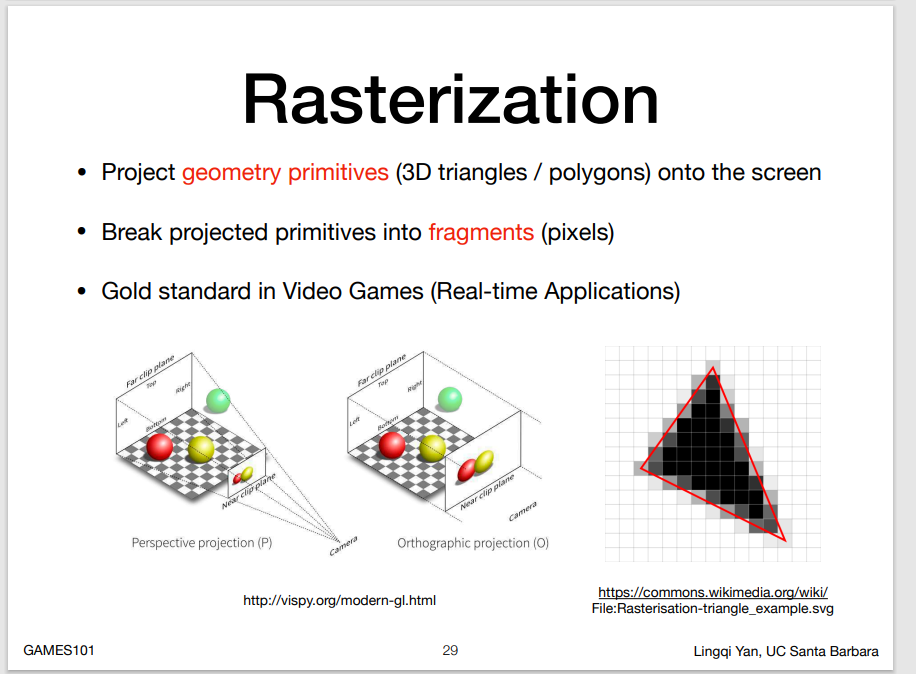 Rasterization
• Project geometry primitives (3D triangles / polygons) onto the screen
• Break projected primitives into fragments (pixels)
• Gold standard in Video Games (Real-time Applications)
Far clip plane
Top
Right
Left
Bottom
Near clip plane
Camera
Perspective projection (P)
Far clip plane
Top
Right
Left
Bottom
Near clip plane
Camera
Orthographic projection (O)
http://vispy.org/modern-gl.html
https://commons.wikimedia.org/wiki/
File:Rasterisation-triangle_example.svg
GAMES101
29
Lingqi Yan, UC Santa Barbara